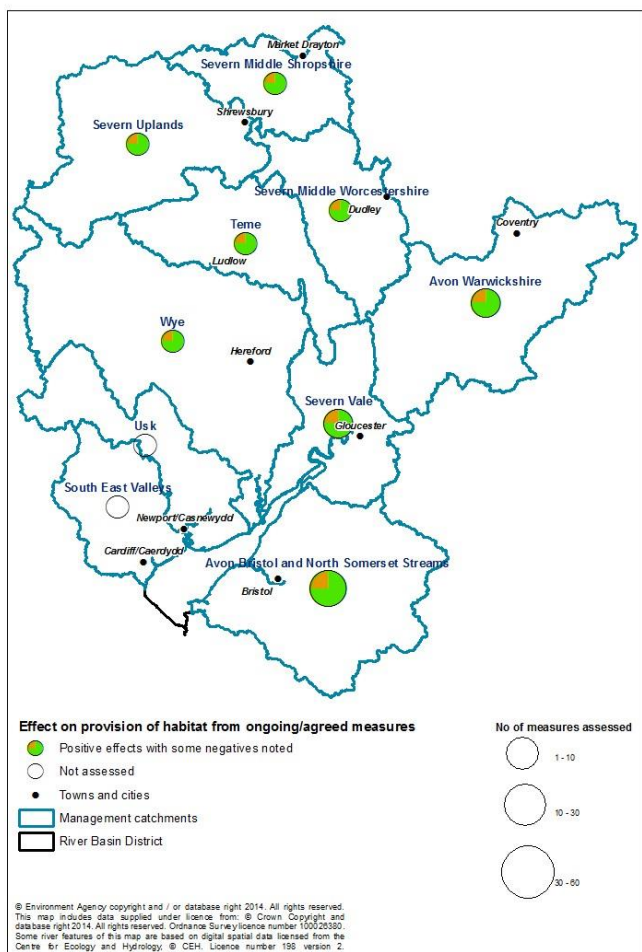 Market Drayton
Severn Middle Shropshire
Shrewsbury
Severn Uplands
Severn Middle Worcestershire
Dudley
Teme
Ludlow
Coventry
Avon Warwickshire
Wye
Hereford
Severn Vale
Gloucester
Usk
South East Valleys
Newport/Casnewydd
Cardiff/Caerdydd
Avon Bristol and North Somerset Streams
Bristol
Effect on provision of habitat from ongoing/agreed measures
Positive effects with some negatives noted
Not assessed
Towns and cities
Management catchments
River Basin District
No of measures assessed
1 - 10
10 - 30
30 - 60
© Environment Agency copyright and / or database right 2014. All rights reserved.
This map includes data supplied under licence from: © Crown Copyright and
database right 2014. All rights reserved. Ordnance Survey licence number 100026380.
Some river features of this map are based on digital spatial data licensed from the
Centre for Ecology and Hydrology, © CEH. Licence number 198 version 2.